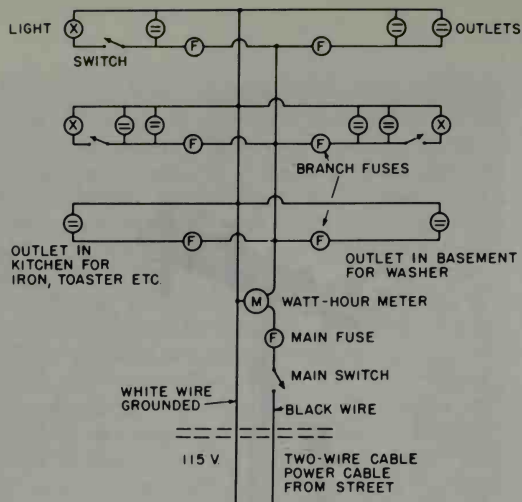 LIGHT
X
F
F
OUTLETS
SWITCH
X
F
F
X
BRANCH FUSES
F
F
OUTLET IN
KITCHEN FOR
IRON, TOASTER ETC.
OUTLET IN BASEMENT
FOR WASHER
M
WATT-HOUR METER
F
MAIN FUSE
MAIN SWITCH
WHITE WIRE
GROUNDED
BLACK WIRE
115 V.
TWO-WIRE CABLE
POWER CABLE
FROM STREET